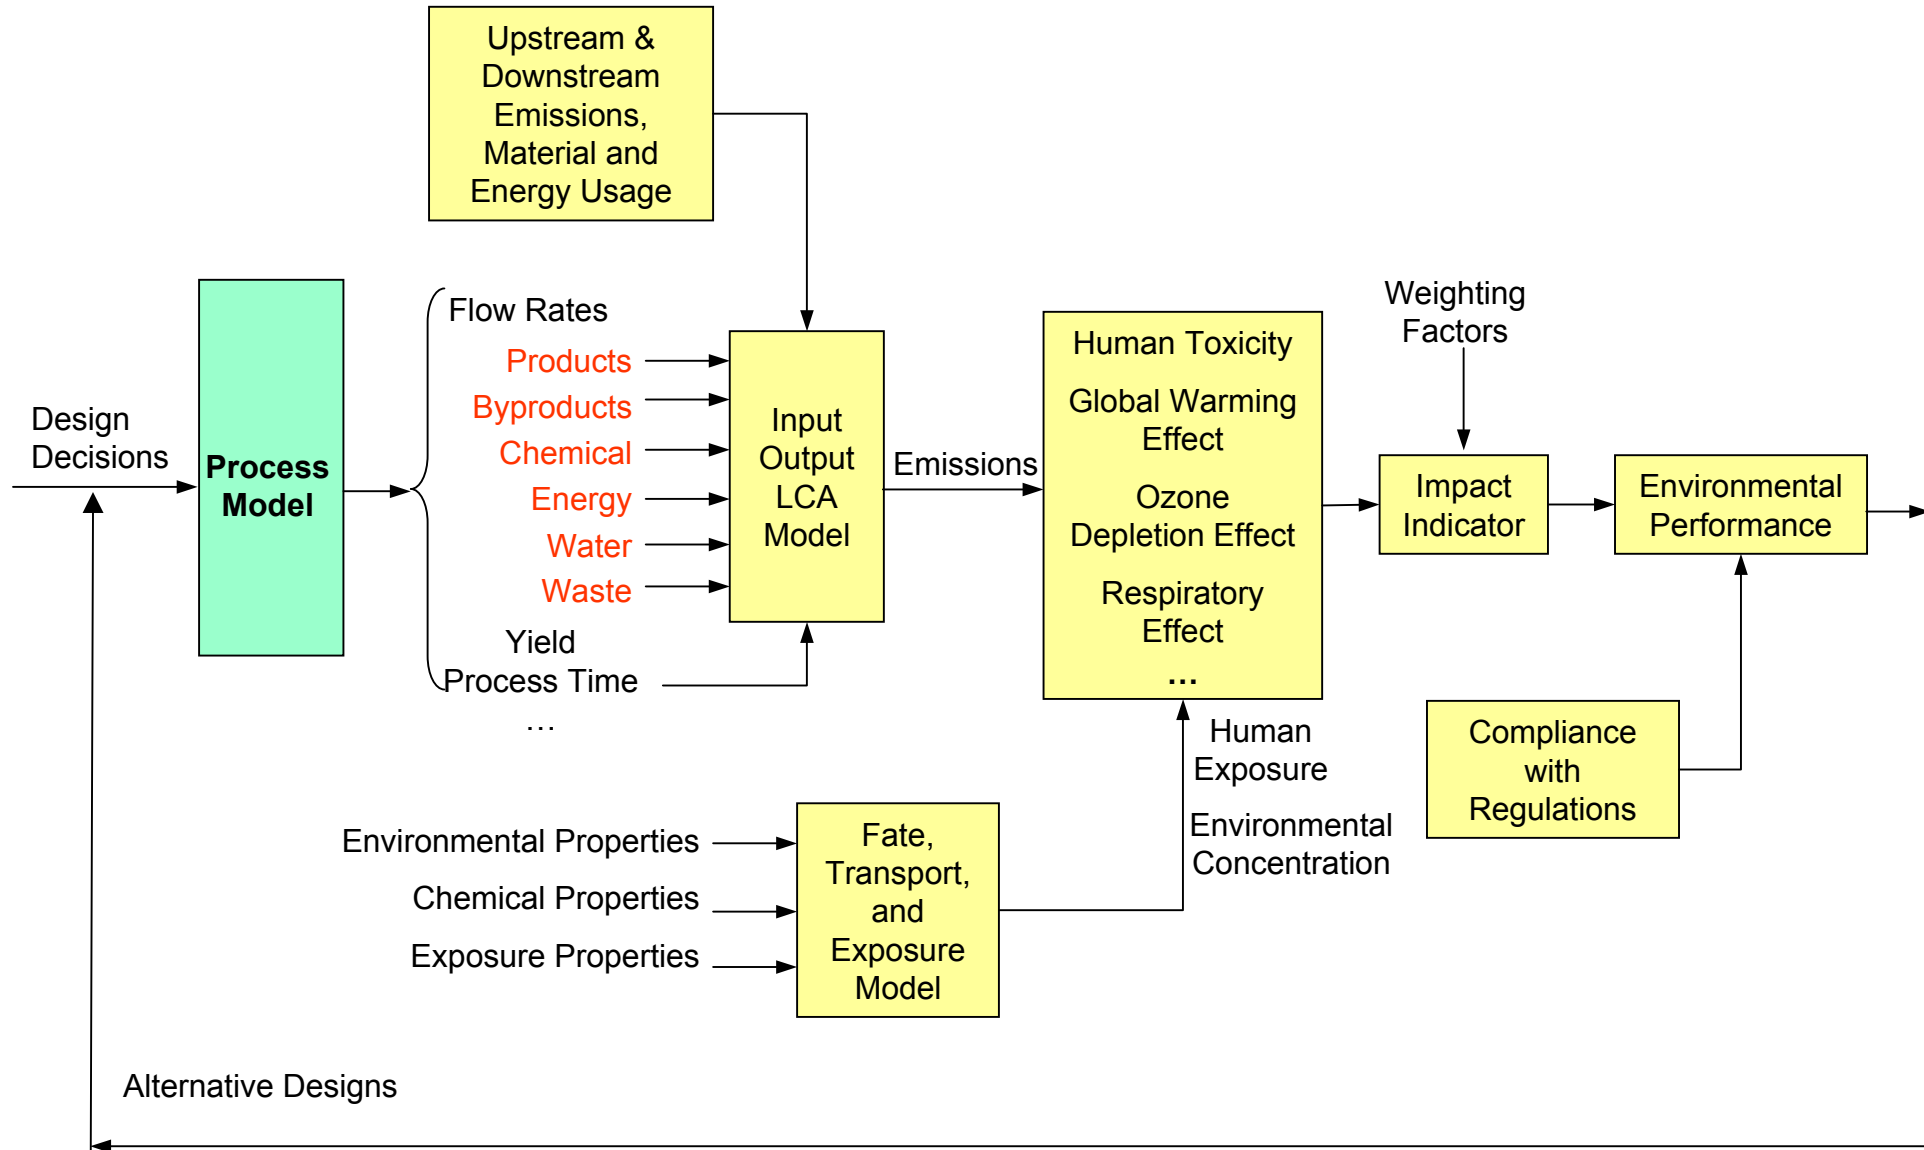 Upstream &
Downstream
Emissions,
Material and
Energy Usage
Design
Decisions
Process
Model
Flow Rates
Products
Byproducts
Chemical
Energy
Water
Waste
Yield
Process Time
…
Input
Output
LCA
Model
Emissions
Human Toxicity
Global Warming
Effect
Ozone
Depletion Effect
Respiratory
Effect
…
Weighting
Factors
Impact
Indicator
Environmental
Performance
Compliance
with
Regulations
Human
Exposure
Environmental
Concentration
Environmental Properties
Chemical Properties
Exposure Properties
Fate,
Transport,
and
Exposure
Model
Alternative Designs